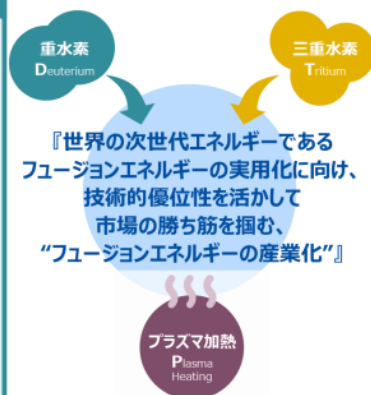 重水素
Deuterium
三重水素
Tritium
『世界の次世代エネルギーである
フュージョンエネルギーの実用化に向け、
技術的優位性を活かして
市場の勝ち筋を掴む、
“フュージョンエネルギーの産業化”』
プラズマ加熱
Plasma
Heating